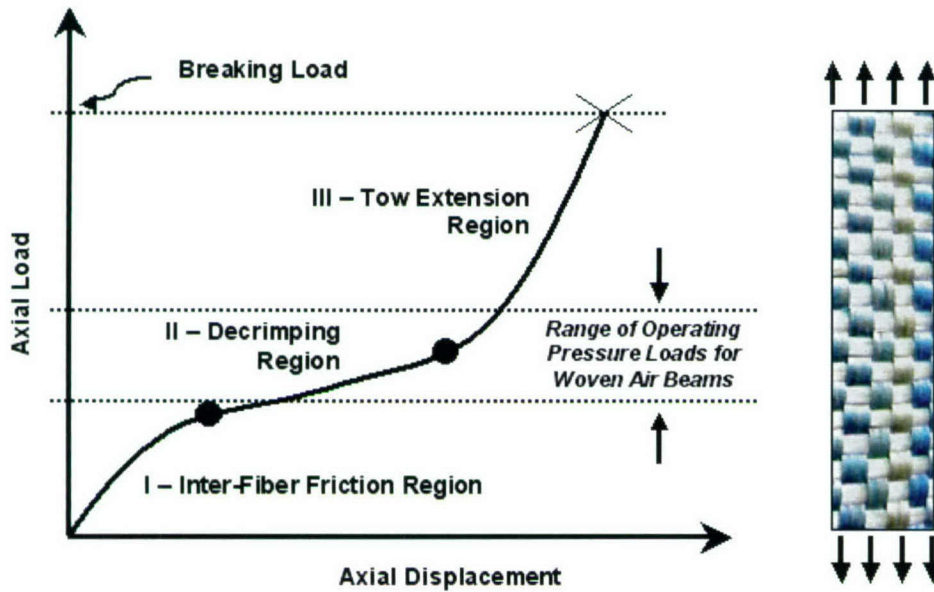 Breaking Load
III – Tow Extension
Region
Axial Load
II – Decrimping
Region
Range of Operating
Pressure Loads for
Woven Air Beams
I – Inter-Fiber Friction Region
Axial Displacement